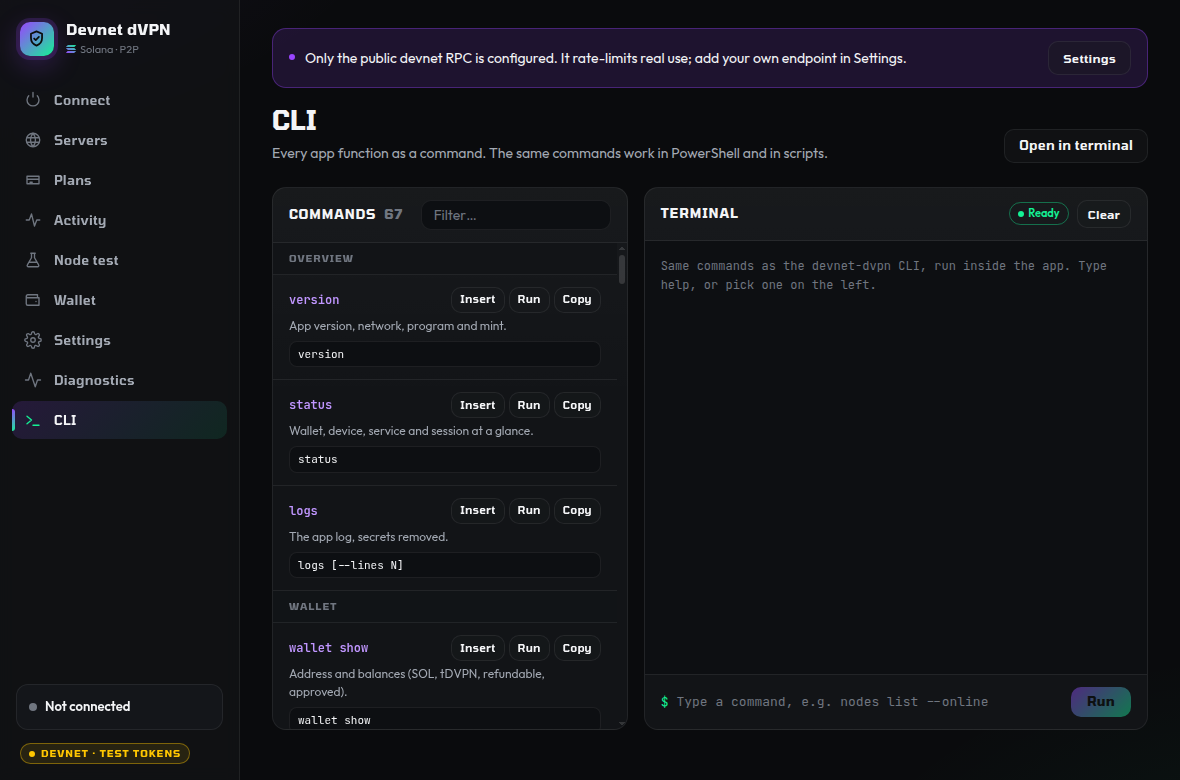 Devnet dVPN
Solana · P2P
Connect
Servers
Plans
Activity
Node test
Wallet
Settings
Diagnostics
CLI
Not connected
DEVNET · TEST TOKENS
Only the public devnet RPC is configured. It rate-limits real use; add your own endpoint in Settings.
Settings
CLI
Every app function as a command. The same commands work in PowerShell and in scripts.
Open in terminal
COMMANDS 67
Filter...
OVERVIEW
version
Insert Run Copy
App version, network, program and mint.
version
status
Insert Run Copy
Wallet, device, service and session at a glance.
status
logs
Insert Run Copy
The app log, secrets removed.
logs [--lines N]
WALLET
wallet show
Insert Run Copy
Address and balances (SOL, tDVPN, refundable,
approved).
wallet show
TERMINAL
Ready
Clear
Same commands as the devnet-dvpn CLI, run inside the app. Type
help, or pick one on the left.
$ Type a command, e.g. nodes list --online
Run